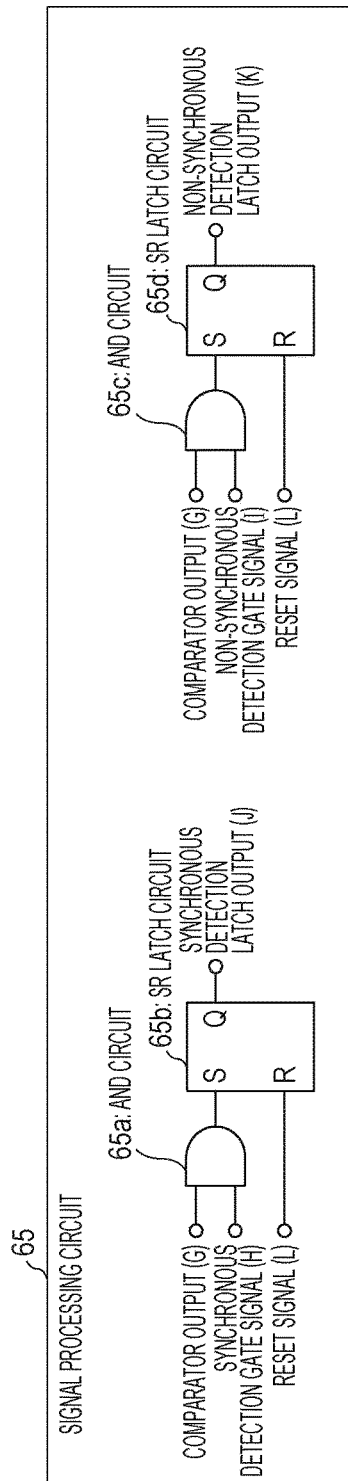 65
SIGNAL PROCESSING CIRCUIT
65a: AND CIRCUIT
65b: SR LATCH CIRCUIT
COMPARATOR OUTPUT (G)
SYNCHRONOUS
DETECTION GATE SIGNAL (H)
RESET SIGNAL (L)
S
Q
R
SYNCHRONOUS
DETECTION
LATCH OUTPUT (J)
65c: AND CIRCUIT
65d: SR LATCH CIRCUIT
COMPARATOR OUTPUT (G)
NON-SYNCHRONOUS
DETECTION GATE SIGNAL (I)
RESET SIGNAL (L)
S
Q
R
NON-SYNCHRONOUS
DETECTION
LATCH OUTPUT (K)